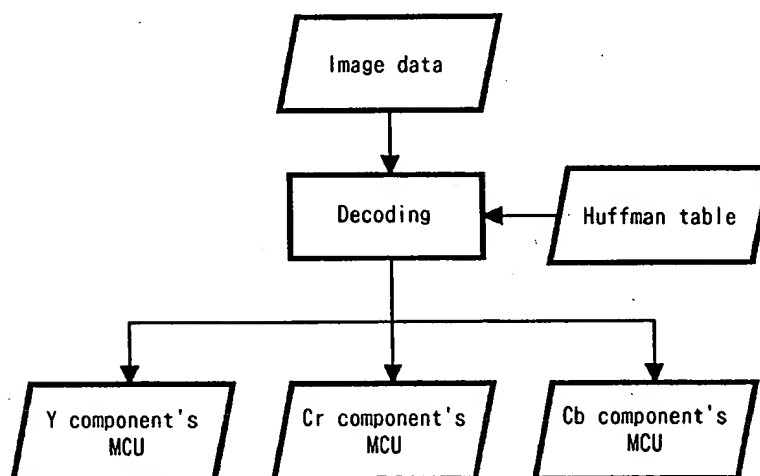 Image data
Decoding
Huffman table
Y component's
MCU
Cr component's
MCU
Cb component's
MCU